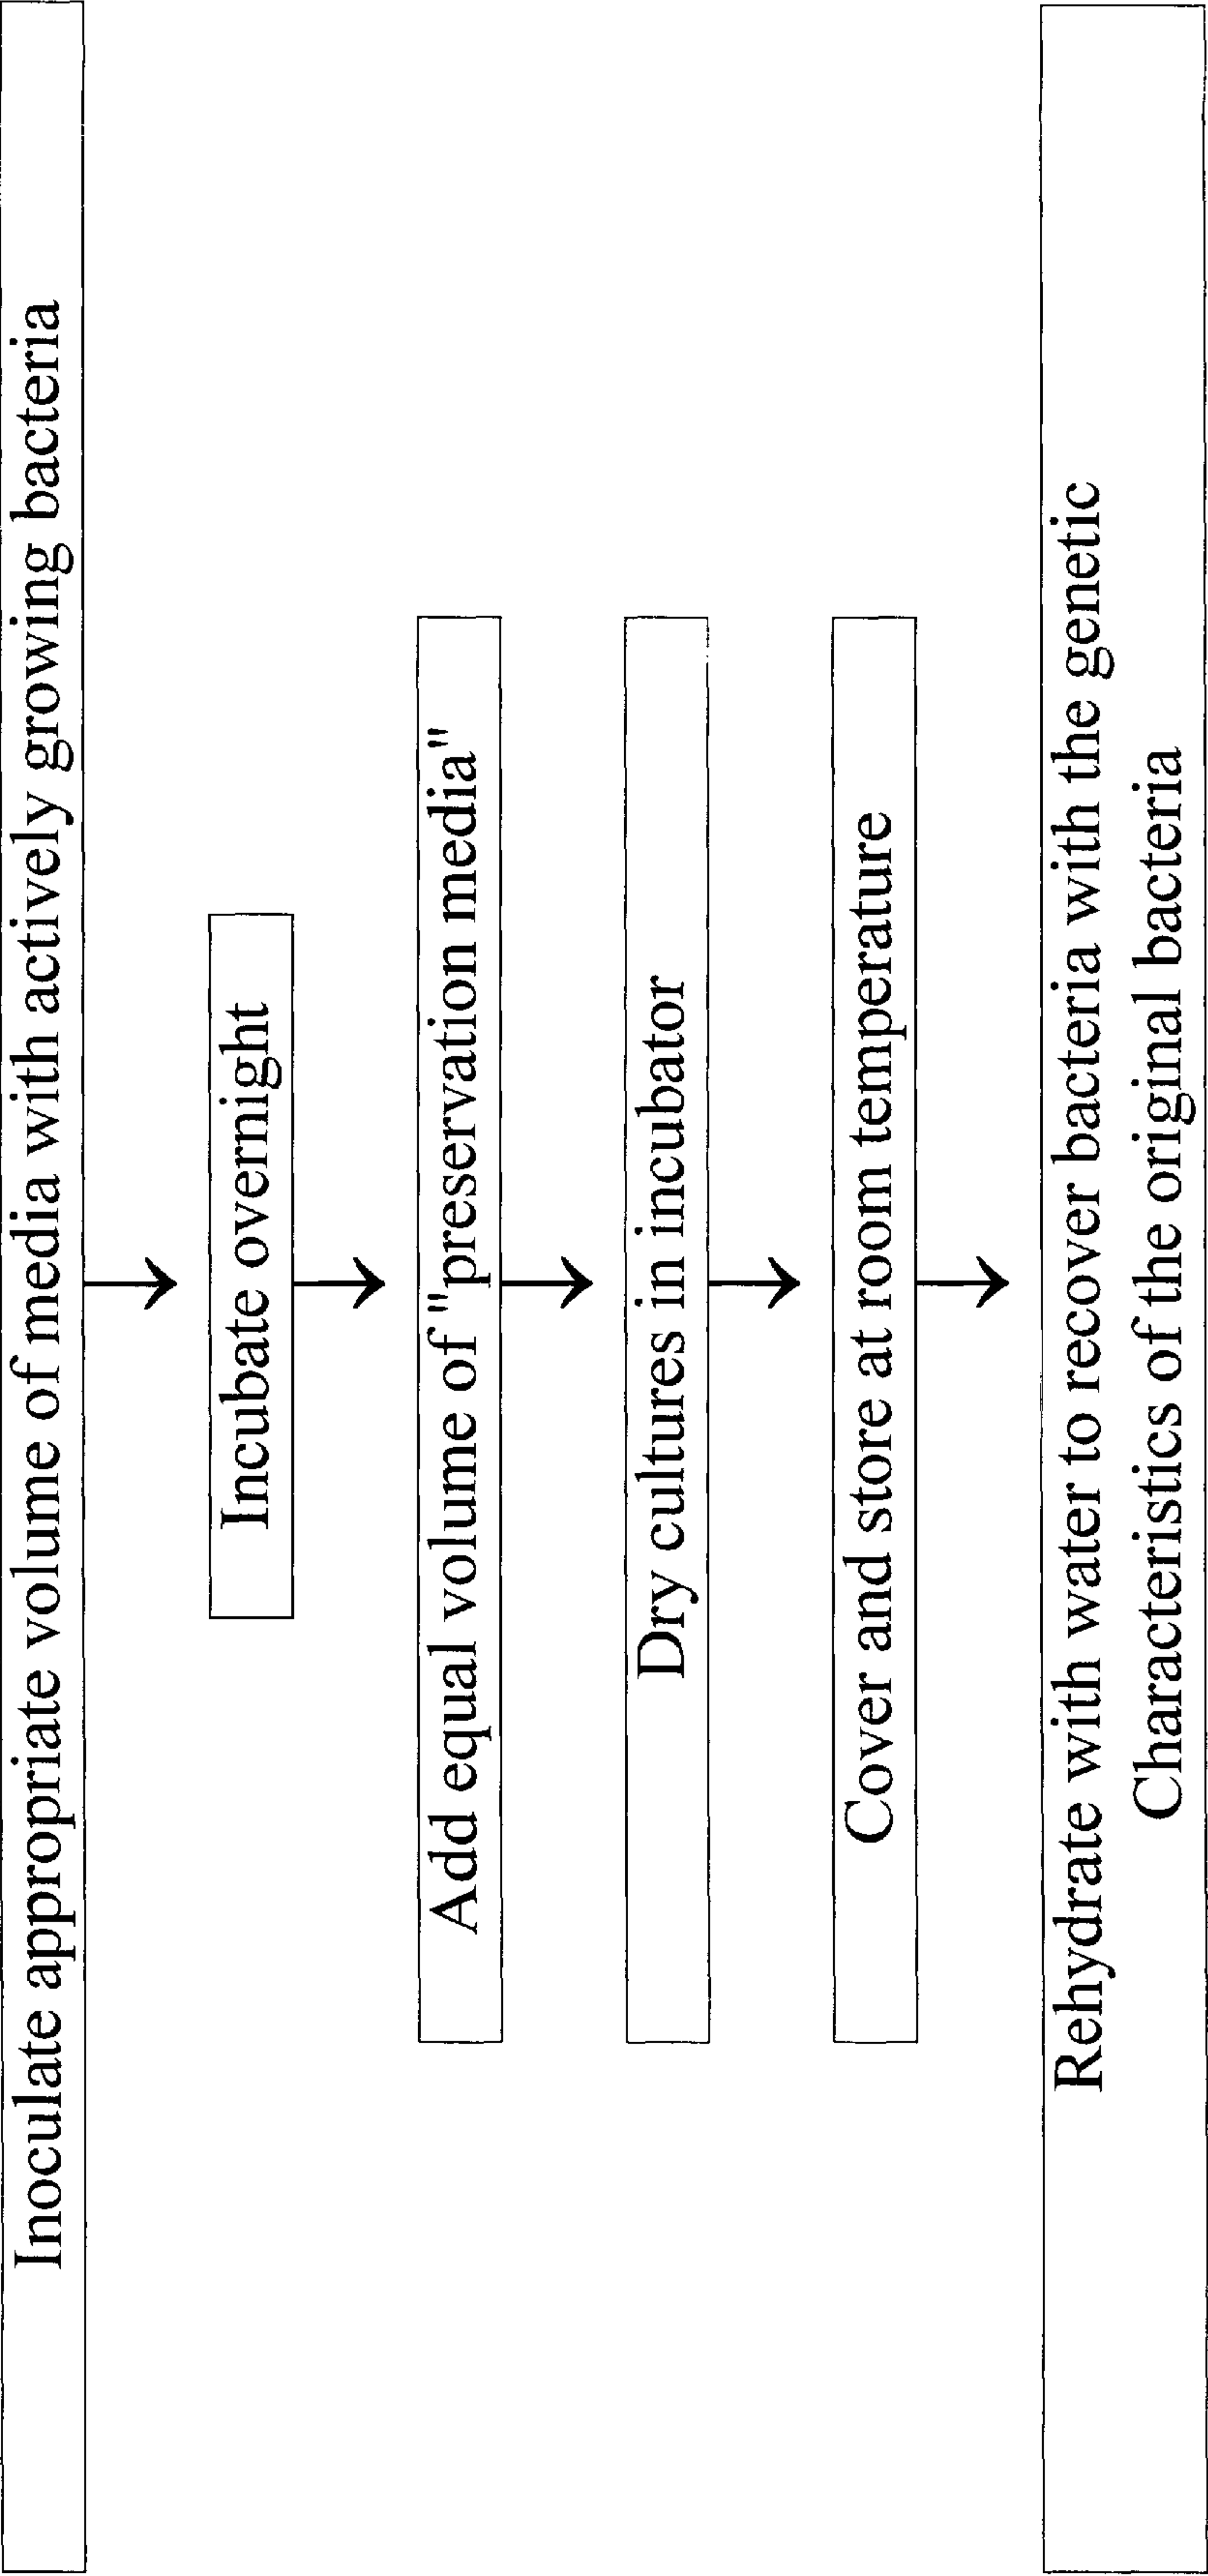 Inoculate appropriate volume of media with actively growing bacteria
Incubate overnight
Add equal volume of "preservation media"
Dry cultures in incubator
Cover and store at room temperature
Rehydrate with water to recover bacteria with the genetic
Characteristics of the original bacteria